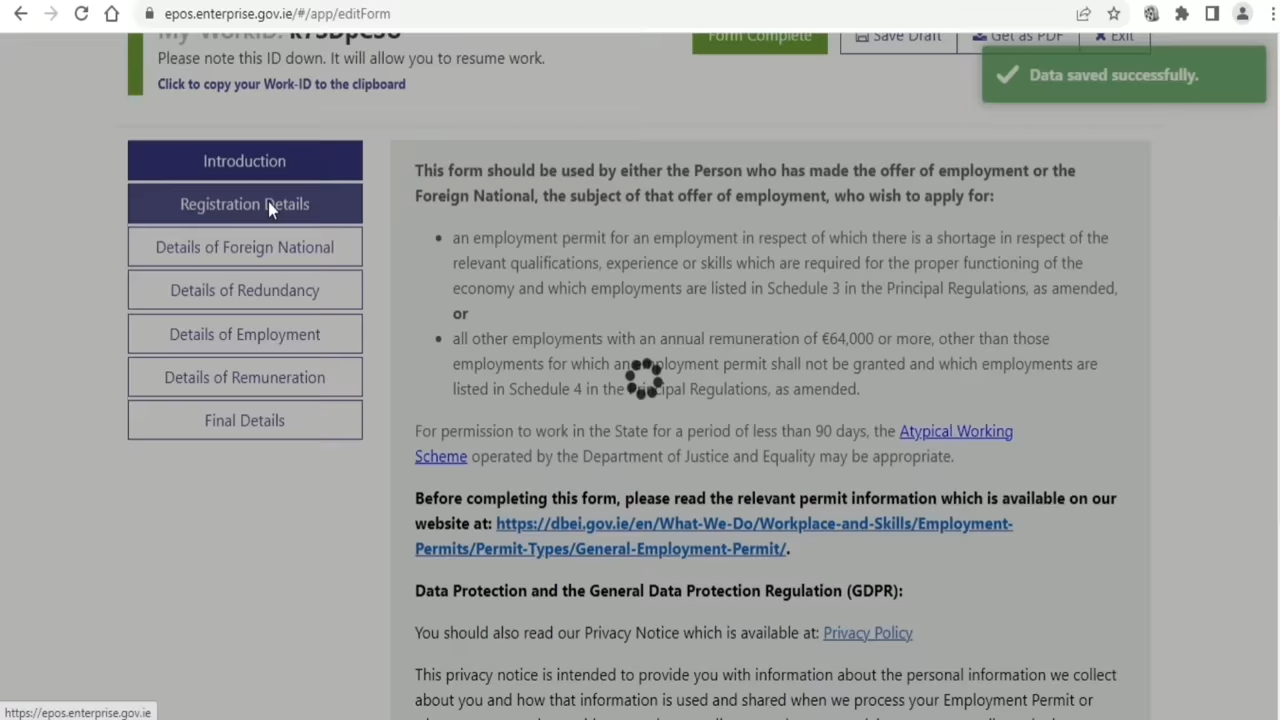 epos.enterprise.gov.ie/#/app/editForm
My WorkID:
Form Complete
Save Draft
Get as PDF
Exit
Please note this ID down. It will allow you to resume work.
Click to copy your Work-ID to the clipboard
Data saved successfully.
Introduction
Registration Details
Details of Foreign National
Details of Redundancy
Details of Employment
Details of Remuneration
Final Details
This form should be used by either the Person who has made the offer of employment or the
Foreign National, the subject of that offer of employment, who wish to apply for:
• an employment permit for an employment in respect of which there is a shortage in respect of the
relevant qualifications, experience or skills which are required for the proper functioning of the
economy and which employments are listed in Schedule 3 in the Principal Regulations, as amended,
or
• all other employments with an annual remuneration of €64,000 or more, other than those
employments for which an employment permit shall not be granted and which employments are
listed in Schedule 4 in the Principal Regulations, as amended.
For permission to work in the State for a period of less than 90 days, the Atypical Working
Scheme operated by the Department of Justice and Equality may be appropriate.
Before completing this form, please read the relevant permit information which is available on our
website at: https://dbei.gov.ie/en/What-We-Do/Workplace-and-Skills/Employment-
Permits/Permit-Types/General-Employment-Permit/.
Data Protection and the General Data Protection Regulation (GDPR):
You should also read our Privacy Notice which is available at: Privacy Policy
This privacy notice is intended to provide you with information about the personal information we collect
about you and how that information is used and shared when we process your Employment Permit or
https://epos.enterprise.gov.ie